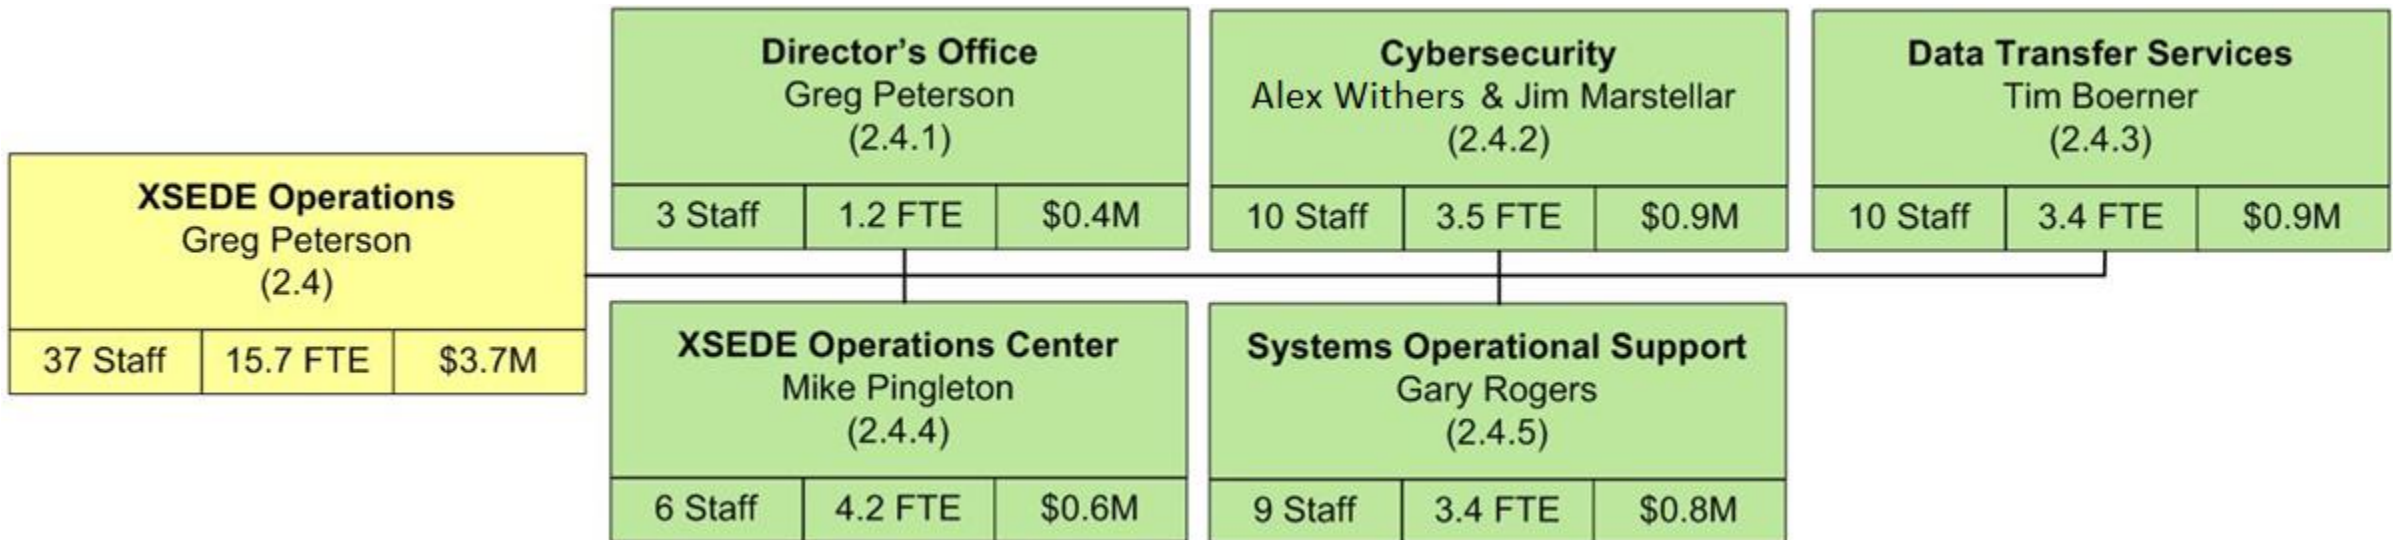 XSEDE Operations
Greg Peterson
(2.4)
37 Staff 15.7 FTE $3.7M
Director's Office
Greg Peterson
(2.4.1)
3 Staff 1.2 FTE $0.4M
Cybersecurity
Alex Withers & Jim Marstellar
(2.4.2)
10 Staff 3.5 FTE $0.9M
Data Transfer Services
Tim Boerner
(2.4.3)
10 Staff 3.4 FTE $0.9M
XSEDE Operations Center
Mike Pingleton
(2.4.4)
6 Staff 4.2 FTE $0.6M
Systems Operational Support
Gary Rogers
(2.4.5)
9 Staff 3.4 FTE $0.8M